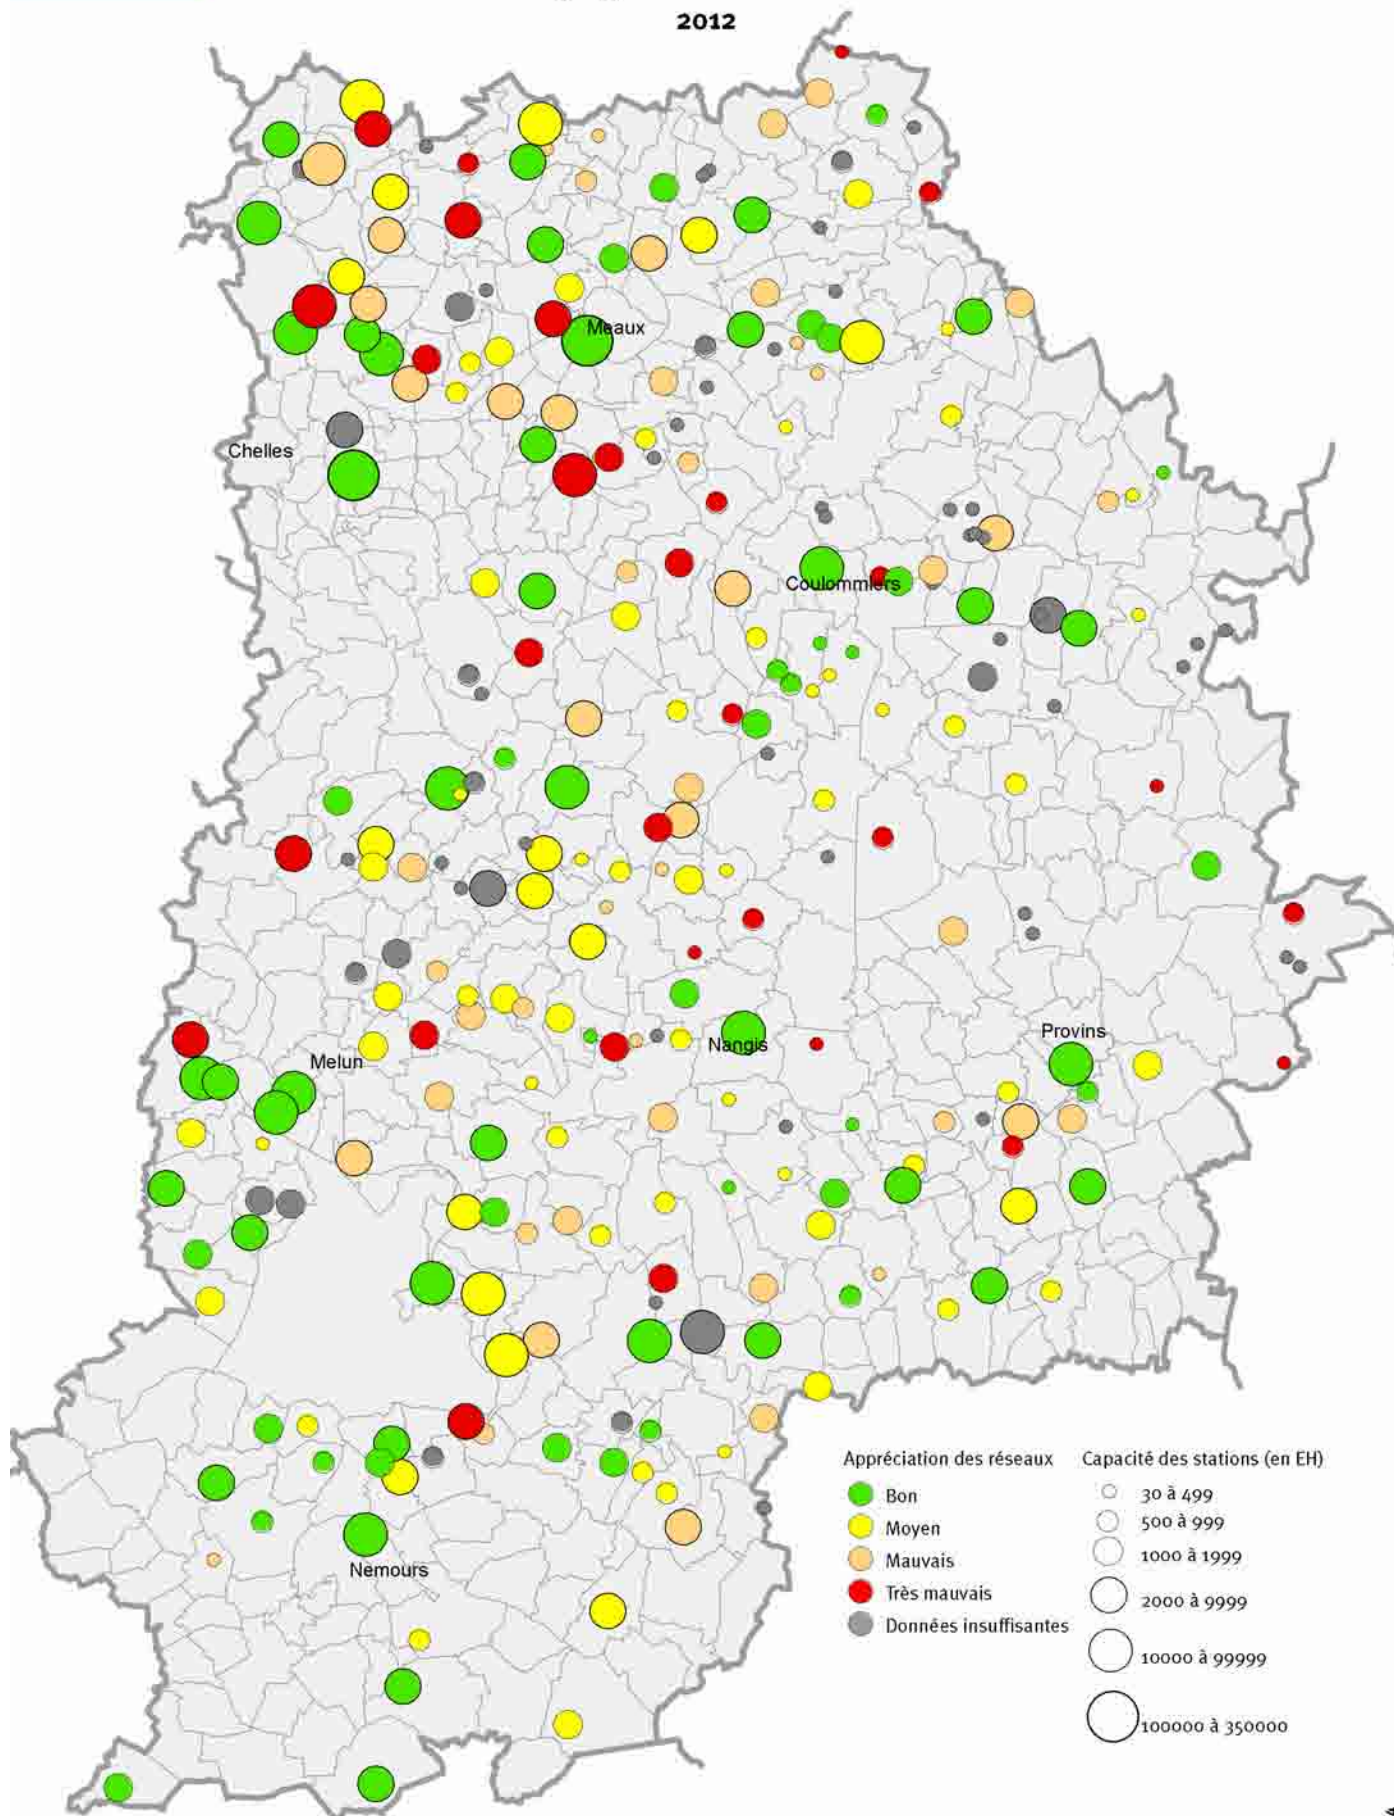 2012
Meaux
Chelles
Coulommiers
Provins
Nangis
Melun
Nemours
Appréciation des réseaux
Bon
Moyen
Mauvais
Très mauvais
Données insuffisantes
Capacité des stations (en EH)
30 à 499
500 à 999
1000 à 1999
2000 à 9999
10000 à 99999
100000 à 350000